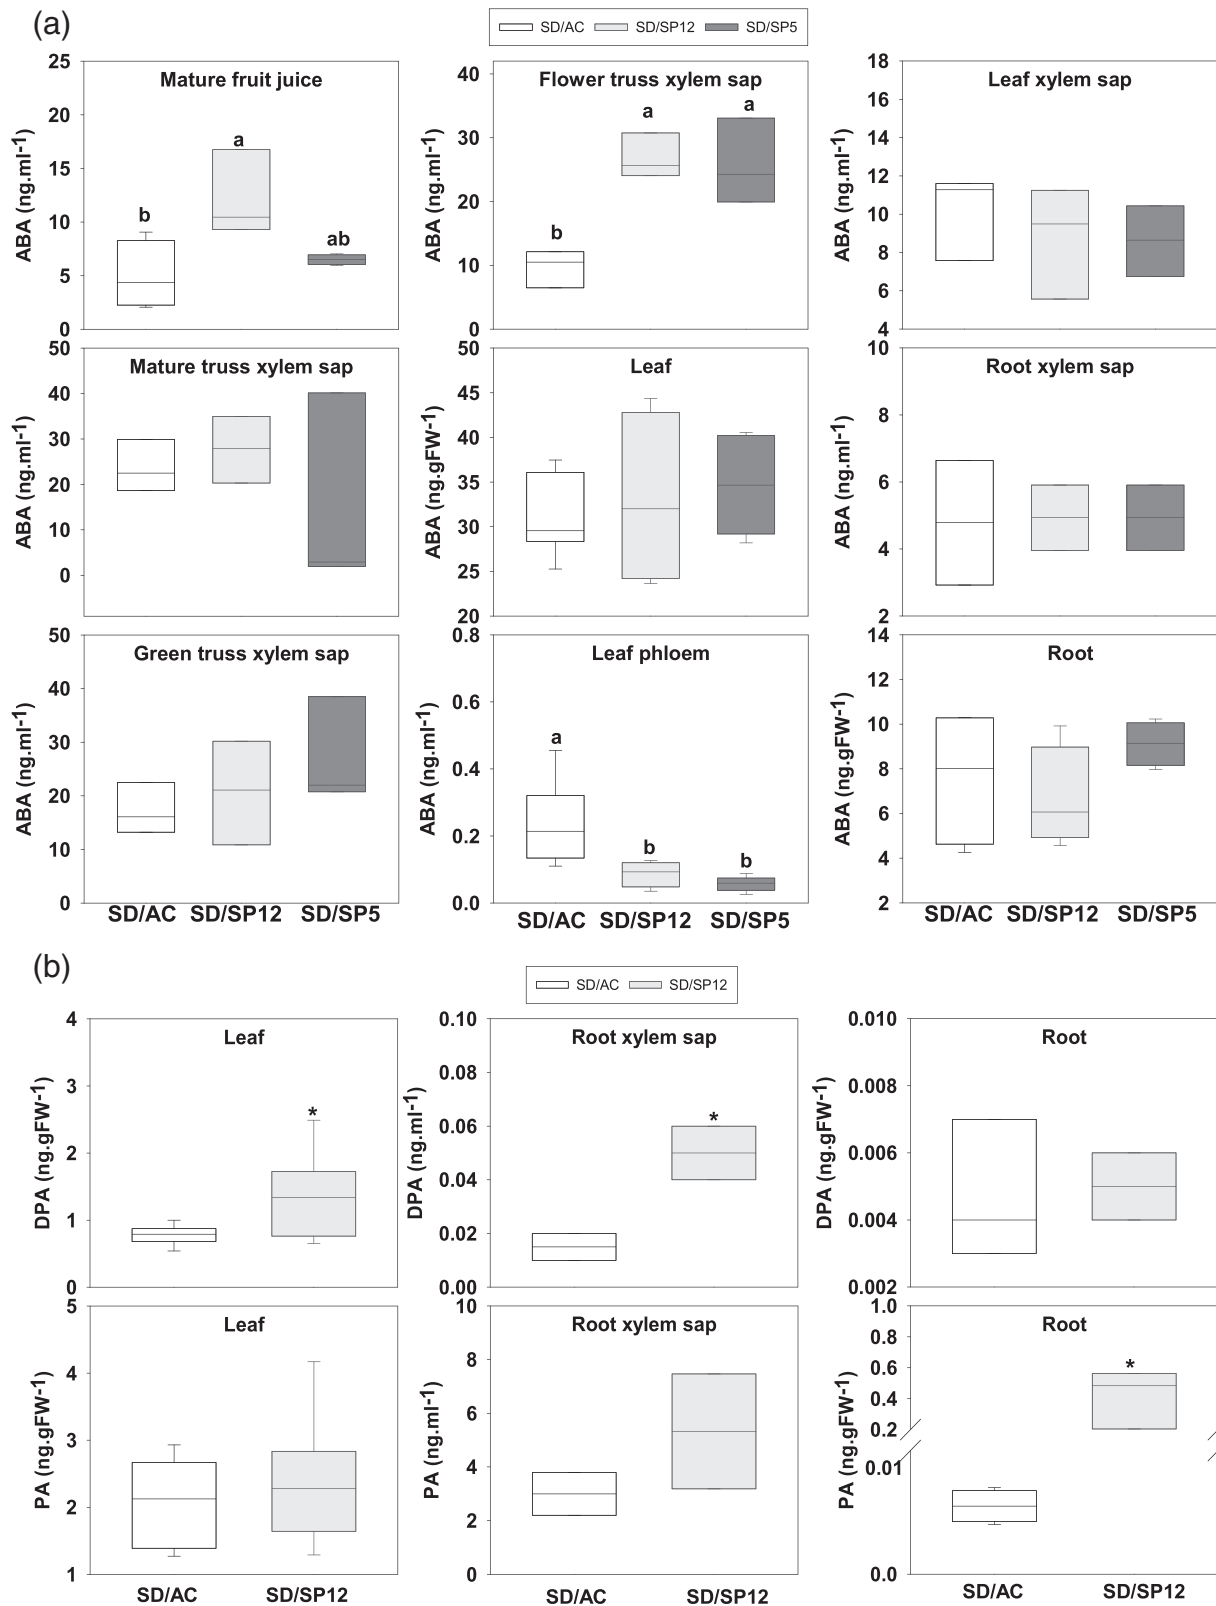 (a)
SD/AC SD/SP12 SD/SP5
Mature fruit juice
ABA (ng.ml-1)
25
20
15
10
5
0
b
a
ab
Flower truss xylem sap
ABA (ng.ml-1)
40
30
20
10
0
b
a
a
Leaf xylem sap
ABA (ng.ml-1)
18
16
14
12
10
8
6
4
Mature truss xylem sap
ABA (ng.ml-1)
50
40
30
20
10
0
Leaf
ABA (ng.gFW-1)
50
45
40
35
30
25
20
Root xylem sap
ABA (ng.ml-1)
10
8
6
4
2
Green truss xylem sap
ABA (ng.ml-1)
50
40
30
20
10
0
SD/AC SD/SP12 SD/SP5
Leaf phloem
ABA (ng.ml-1)
0.8
0.6
0.4
0.2
0.0
a
b
b
SD/AC SD/SP12 SD/SP5
Root
ABA (ng.gFW-1)
14
12
10
8
6
4
2
SD/AC SD/SP12 SD/SP5
(b)
SD/AC SD/SP12
Leaf
DPA (ng.gFW-1)
4
3
2
1
0
*
Root xylem sap
DPA (ng.ml-1)
0.10
0.08
0.06
0.04
0.02
0.00
*
Root
DPA (ng.gFW-1)
0.010
0.008
0.006
0.004
0.002
Leaf
PA (ng.gFW-1)
5
4
3
2
1
SD/AC SD/SP12
Root xylem sap
PA (ng.ml-1)
10
8
6
4
2
0
SD/AC SD/SP12
Root
PA (ng.gFW-1)
1.0
0.8
0.6
0.4
0.2
0.01
0.0
*
SD/AC SD/SP12